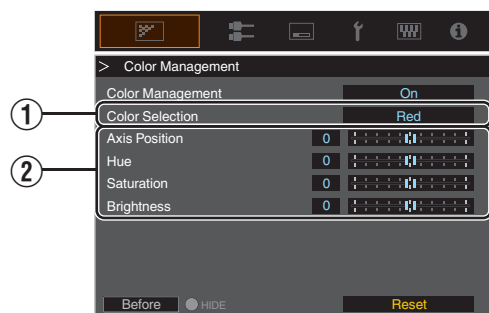 > Color Management
Color Management On
① Color Selection Red
② Axis Position 0
Hue 0
Saturation 0
Brightness 0
Before HIDE Reset